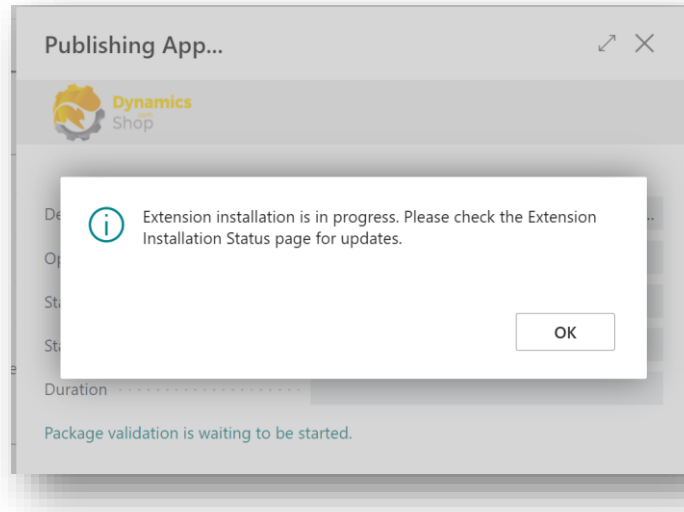 Publishing App...
Dynamics
Shop
Extension installation is in progress. Please check the Extension
Installation Status page for updates.
OK
Duration
Package validation is waiting to be started.